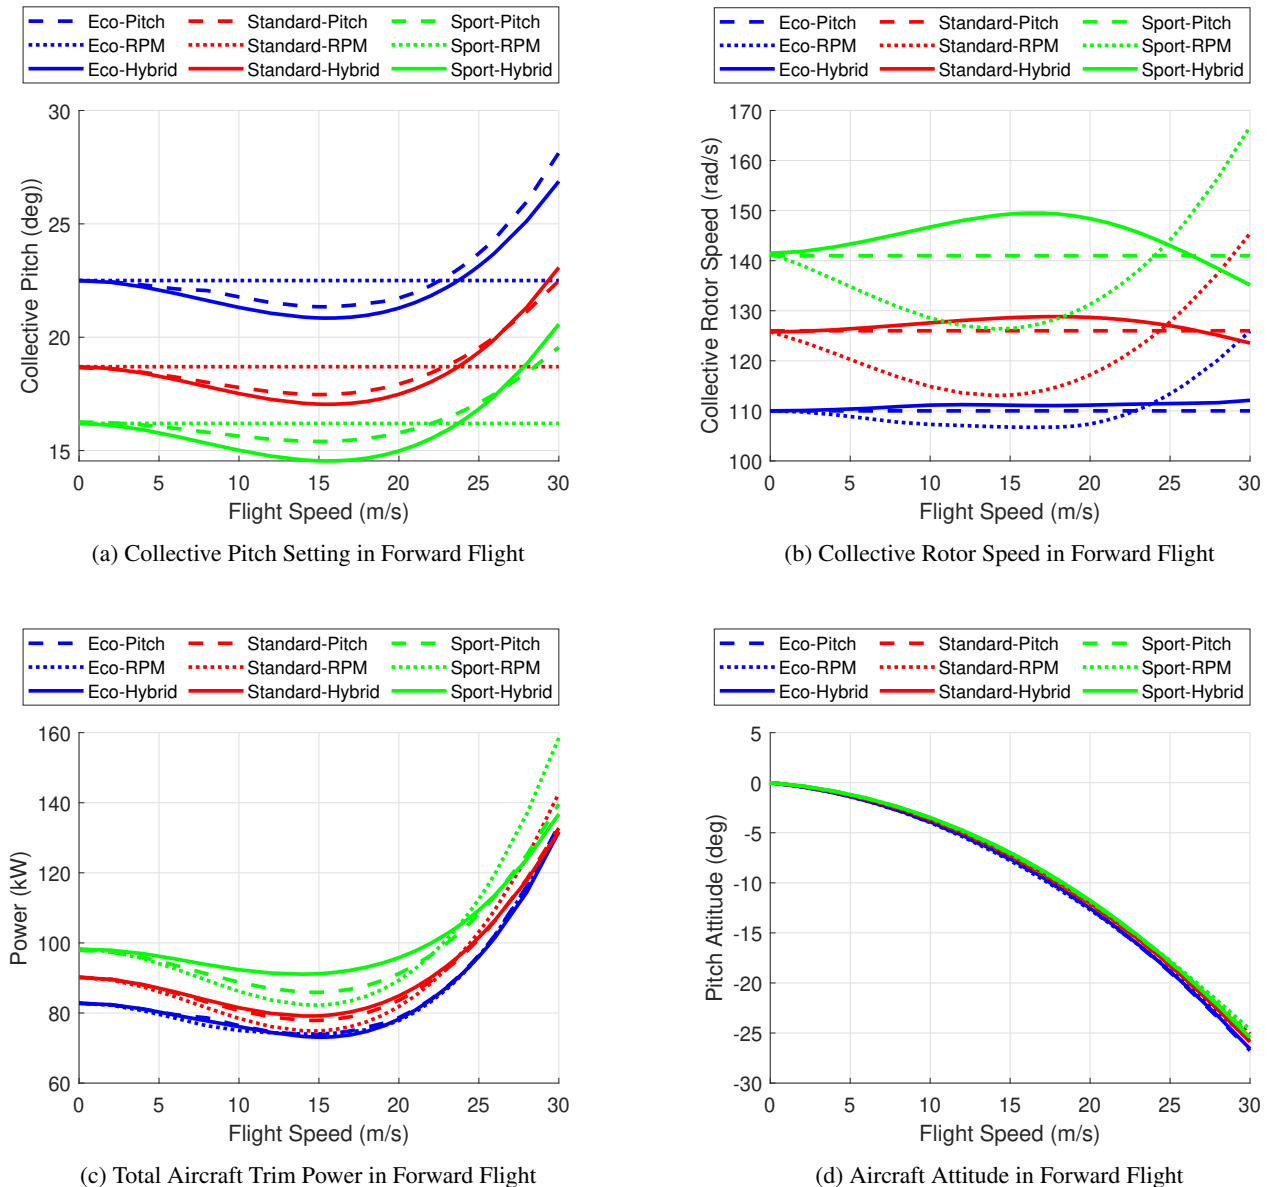 Eco-Pitch Standard-Pitch Sport-Pitch
Eco-RPM Standard-RPM Sport-RPM
Eco-Hybrid Standard-Hybrid Sport-Hybrid
30
25
20
15
Collective Pitch (deg))
0 5 10 15 20 25 30
Flight Speed (m/s)
(a) Collective Pitch Setting in Forward Flight
Eco-Pitch Standard-Pitch Sport-Pitch
Eco-RPM Standard-RPM Sport-RPM
Eco-Hybrid Standard-Hybrid Sport-Hybrid
170
160
150
140
130
120
110
100
Collective Rotor Speed (rad/s)
0 5 10 15 20 25 30
Flight Speed (m/s)
(b) Collective Rotor Speed in Forward Flight
Eco-Pitch Standard-Pitch Sport-Pitch
Eco-RPM Standard-RPM Sport-RPM
Eco-Hybrid Standard-Hybrid Sport-Hybrid
160
140
120
100
80
60
Power (kW)
0 5 10 15 20 25 30
Flight Speed (m/s)
(c) Total Aircraft Trim Power in Forward Flight
Eco-Pitch Standard-Pitch Sport-Pitch
Eco-RPM Standard-RPM Sport-RPM
Eco-Hybrid Standard-Hybrid Sport-Hybrid
5
0
-5
-10
-15
-20
-25
-30
Pitch Attitude (deg)
0 5 10 15 20 25 30
Flight Speed (m/s)
(d) Aircraft Attitude in Forward Flight